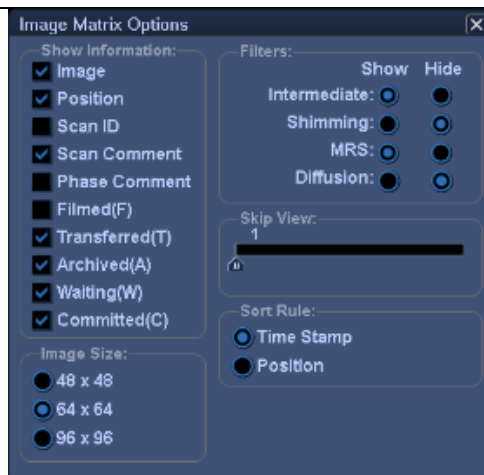 Image Matrix Options
Show Information:
Image
Position
Scan ID
Scan Comment
Phase Comment
Filmed(F)
Transferred(T)
Archived(A)
Waiting(W)
Committed(C)
Image Size:
48 x 48
64 x 64
96 x 96
Filters:
Show Hide
Intermediate:
Shimming:
MRS:
Diffusion:
Skip View:
1
Sort Rule:
Time Stamp
Position